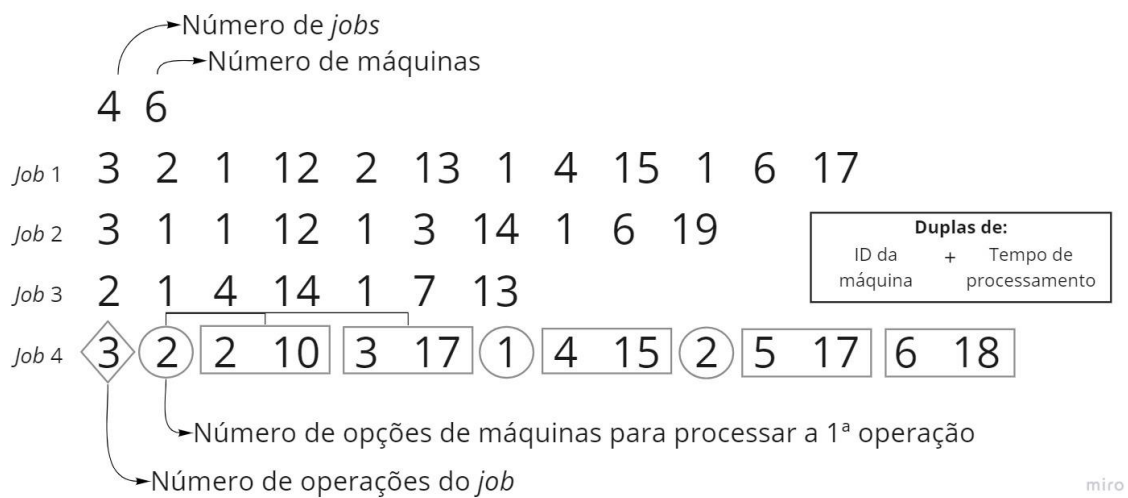 Número de jobs
Número de máquinas
4 6
Job 1 3 2 1 12 2 13 1 4 15 1 6 17
Job 2 3 1 1 12 1 3 14 1 6 19
Duplas de:
ID da máquina + Tempo de processamento
Job 3 2 1 4 14 1 7 13
Job 4 3 2 2 10 3 17 1 4 15 2 5 17 6 18
Número de opções de máquinas para processar a 1ª operação
Número de operações do job
miro